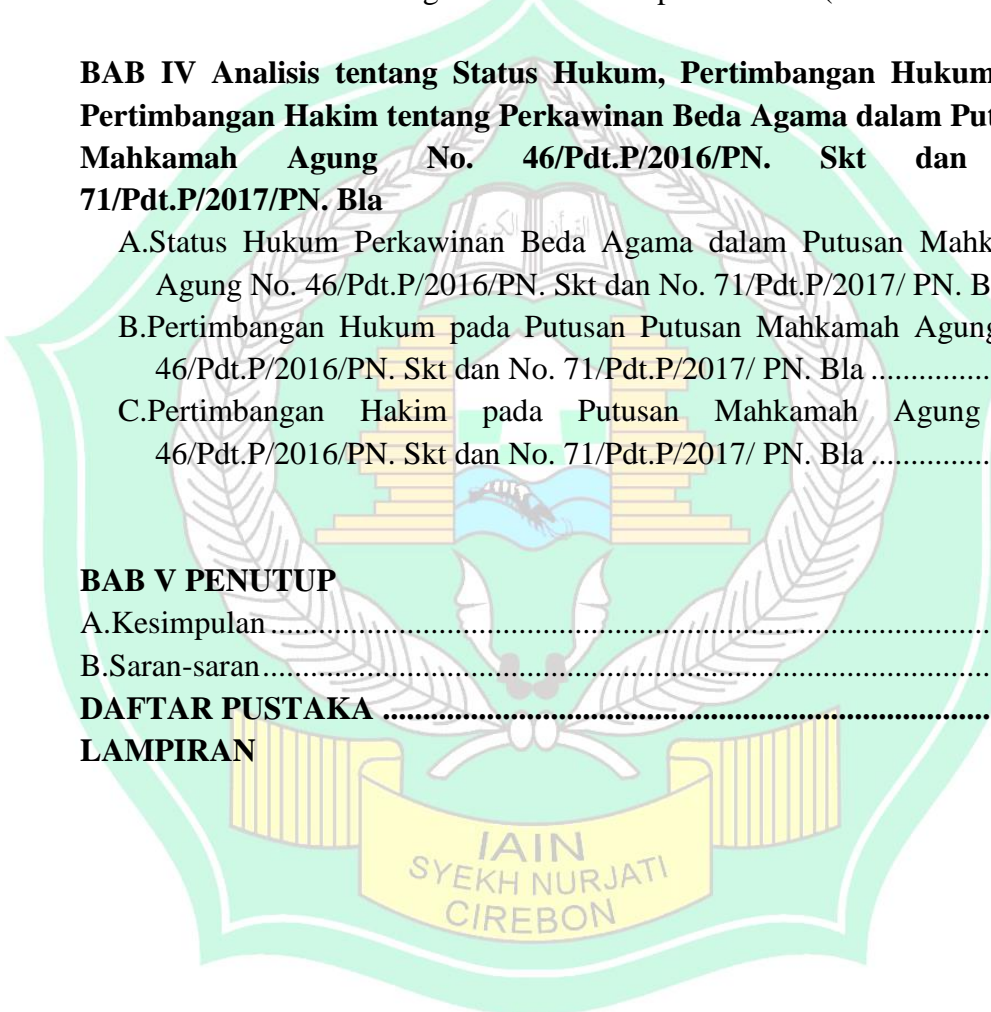 BAB IV Analisis tentang Status Hukum, Pertimbangan Hukum
Pertimbangan Hakim tentang Perkawinan Beda Agama dalam Put
Mahkamah Agung No. 46/Pdt.P/2016/PN. Skt dan
71/Pdt.P/2017/PN. Bla
القرآن الكريم
A.Status Hukum Perkawinan Beda Agama dalam Putusan Mahk
Agung No. 46/Pdt.P/2016/PN. Skt dan No. 71/Pdt.P/2017/ PN. B
B.Pertimbangan Hukum pada Putusan Putusan Mahkamah Agung
46/Pdt.P/2016/PN. Skt dan No. 71/Pdt.P/2017/ PN. Bla ................
C.Pertimbangan Hakim pada Putusan Mahkamah Agung
46/Pdt.P/2016/PN. Skt dan No. 71/Pdt.P/2017/ PN. Bla ................
BAB V PENUTUP
A.Kesimpulan ................................................................
B.Saran-saran ................................................................
DAFTAR PUSTAKA ................................................................
LAMPIRAN
IAIN
SYEKH NURJATI
CIREBON